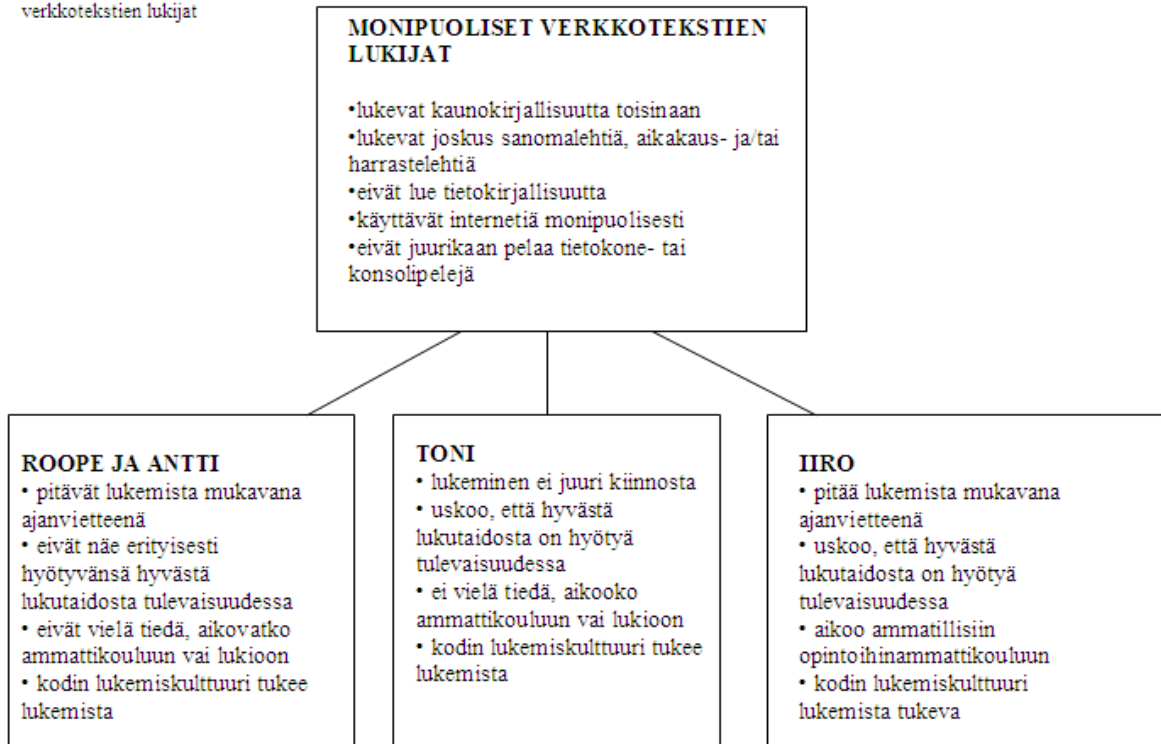 verkkotekstien lukijat
MONIPUOLISET VERKKOTEKSTIEN
LUKIJAT
•lukevat kaunokirjallisuutta toisinaan
•lukevat joskus sanomalehtiä, aikakaus- ja/tai
harrastelehtiä
•eivät lue tietokirjallisuutta
•käyttävät internetiä monipuolisesti
•eivät juurikaan pelaa tietokone- tai
konsolipelejä
ROOPE JA ANTTI
• pitävät lukemista mukavana
ajanvietteenä
• eivät näe erityisesti
hyötyvänsä hyvästä
lukutaidosta tulevaisuudessa
• eivät vielä tiedä, aikovatko
ammattikouluun vai lukioon
• kodin lukemiskulttuuri tukee
lukemista
TONI
• lukeminen ei juuri kiinnosta
• uskoo, että hyvästä
lukutaidosta on hyötyä
tulevaisuudessa
• ei vielä tiedä, aikooko
ammattikouluun vai lukioon
• kodin lukemiskulttuuri tukee
lukemista
IIRO
• pitää lukemista mukavana
ajanvietteenä
• uskoo, että hyvästä
lukutaidosta on hyötyä
tulevaisuudessa
• aikoo ammatillisiin
opintoihinammattikouluun
• kodin lukemiskulttuuri
lukemista tukeva